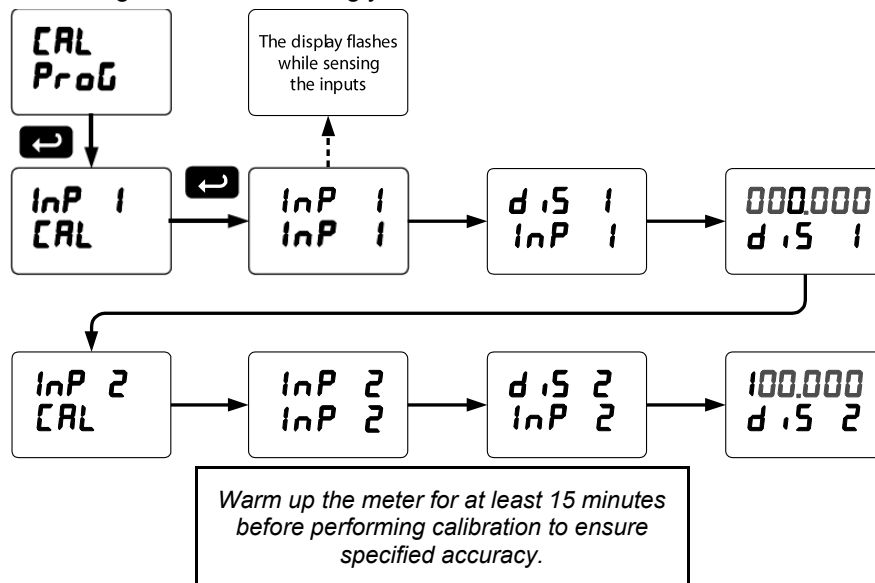 CAL
ProG
The display flashes
while sensing
the inputs
InP 1
CAL
InP 1
InP 1
diS 1
InP 1
000.000
diS 1
InP 2
CAL
InP 2
InP 2
diS 2
InP 2
100.000
diS 2
Warm up the meter for at least 15 minutes
before performing calibration to ensure
specified accuracy.